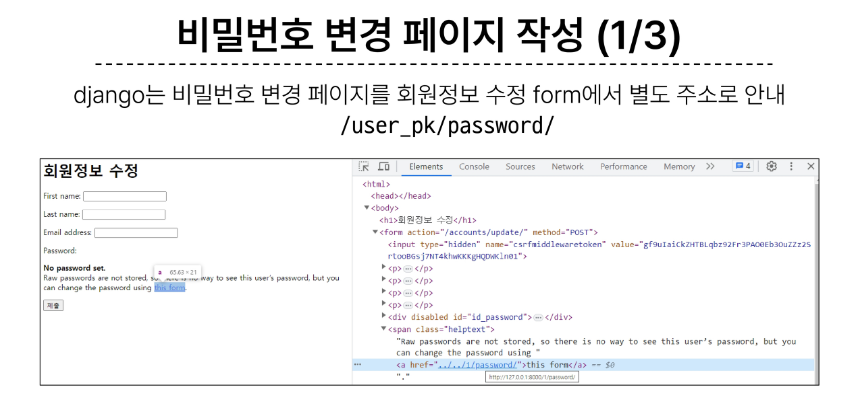 비밀번호 변경 페이지 작성 (1/3)
django는 비밀번호 변경 페이지를 회원정보 수정 form에서 별도 주소로 안내
/user_pk/password/
회원정보 수정
First name:
Last name:
Email address:
Password:
No password set.
Raw passwords are not stored, so
a 65.63 × 21
no way to see this user's password, but you
can change the password using this form.
제출
Elements Console Sources Network Performance Memory 4
<html>
<head></head>
<body>
<h1>회원정보 수정</h1>
<form action="/accounts/update/" method="POST">
<input type="hidden" name="csrfmiddlewaretoken" value=
<p>⋯</p>
<p>⋯</p>
<p>⋯</p>
<p>⋯</p>
<div disabled id="id_password">⋯</div>
<span class="helptext">
"Raw passwords are not stored, so there is no way to see this user's password, but you
can change the password using "
<a href="../../1/password/">this form</a> == $0
http://127.0.0.1:8000/1/password/
"."